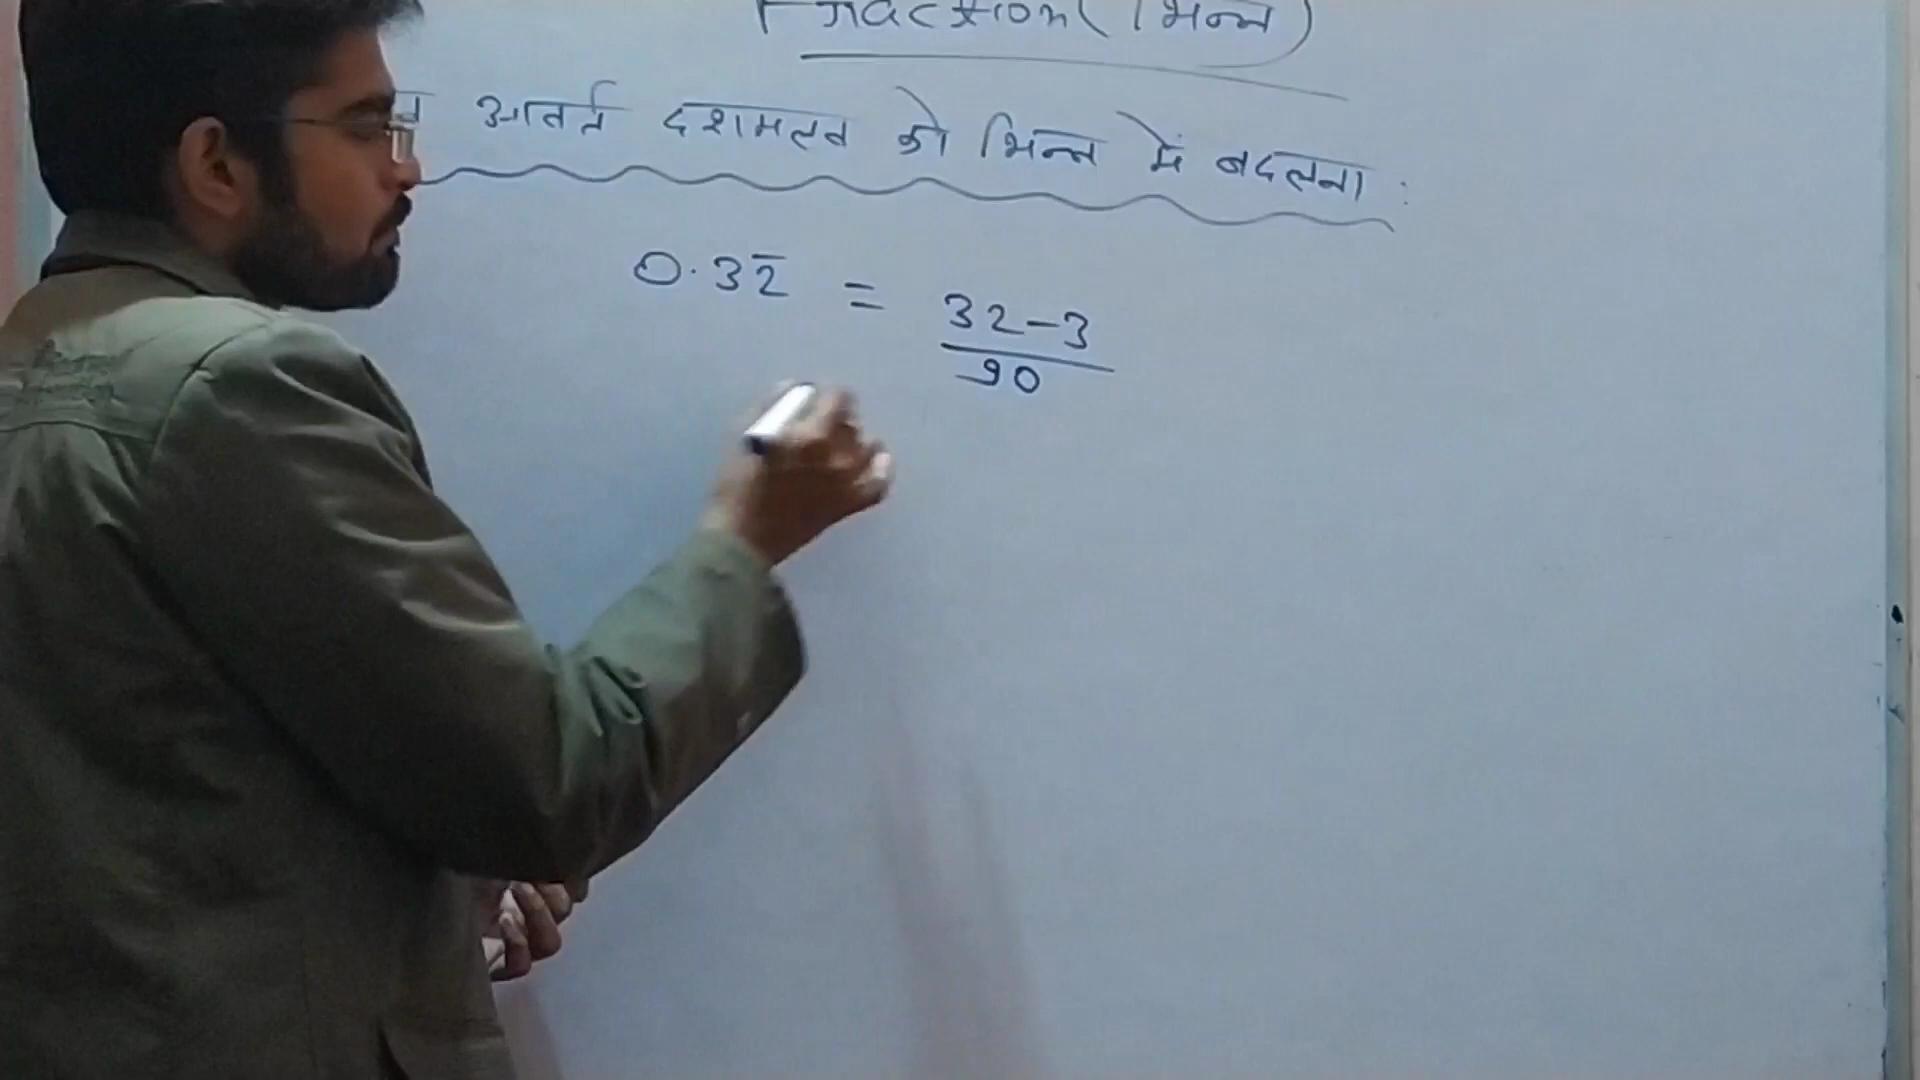 Fraction (भिन्न)
आवर्त दशमलव को भिन्न में बदलना :
0.32̅ = 32-3
90